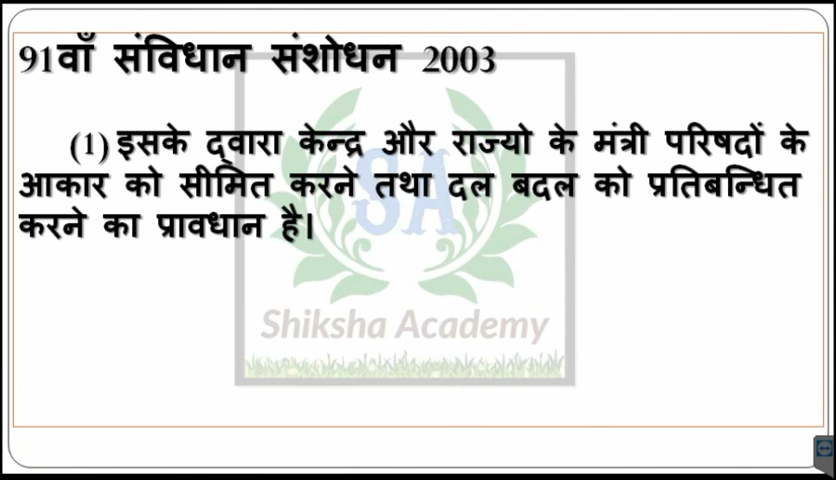 91वाँ संविधान संशोधन 2003
(1) इसके द्वारा केन्द्र और राज्यो के मंत्री परिषदों के
आकार को सीमित करने तथा दल बदल को प्रतिबन्धित
करने का प्रावधान है।
SA
Shiksha Academy